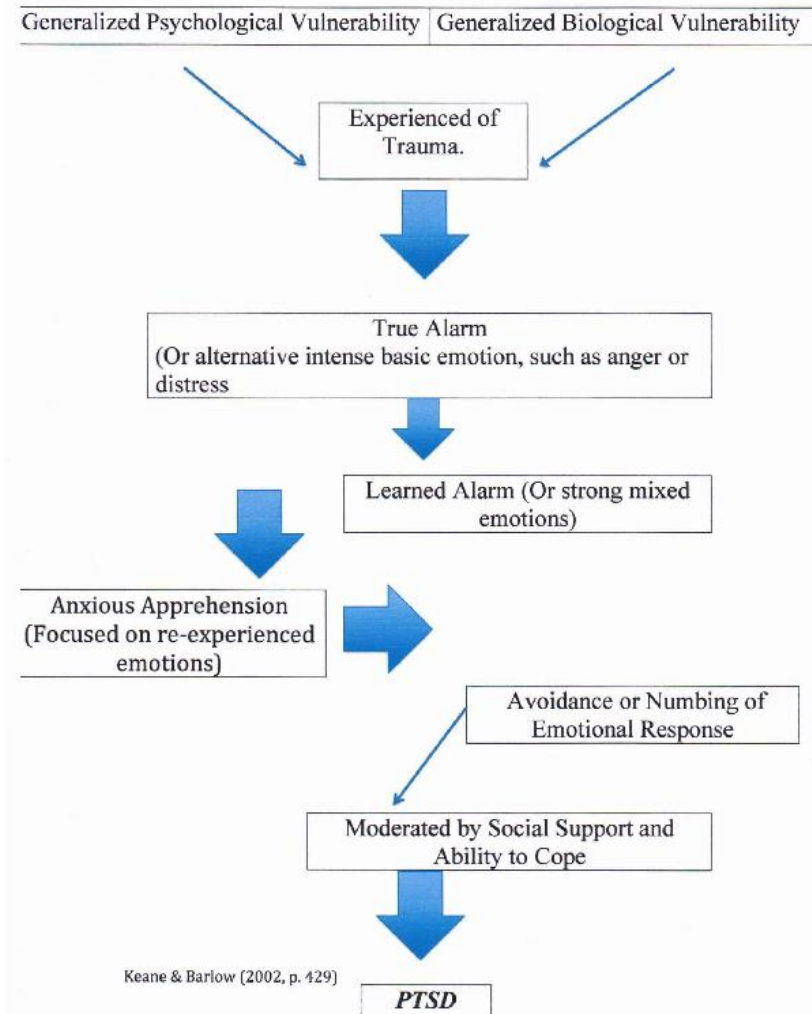 Generalized Psychological Vulnerability
Generalized Biological Vulnerability
Experienced of
Trauma.
True Alarm
(Or alternative intense basic emotion, such as anger or
distress
Learned Alarm (Or strong mixed
emotions)
Anxious Apprehension
(Focused on re-experienced
emotions)
Avoidance or Numbing of
Emotional Response
Moderated by Social Support and
Ability to Cope
Keane & Barlow (2002, p. 429)
PTSD